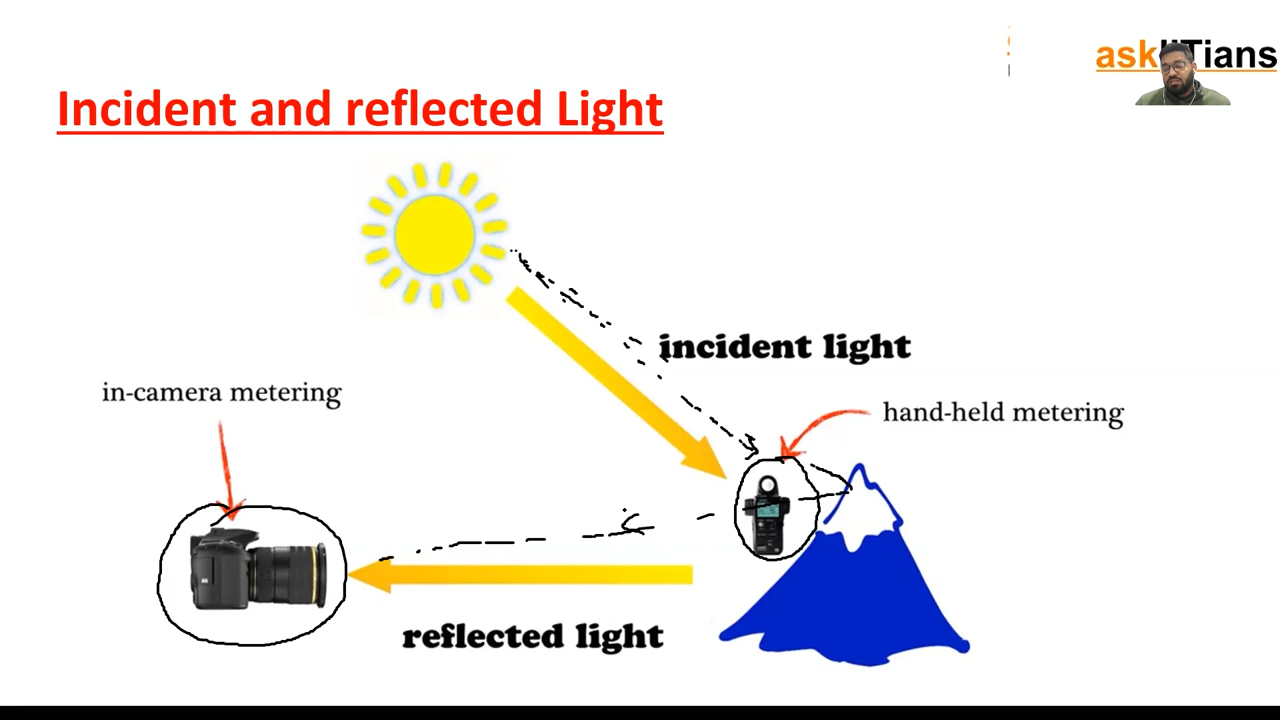 askIITians
Incident and reflected Light
incident light
in-camera metering
hand-held metering
reflected light